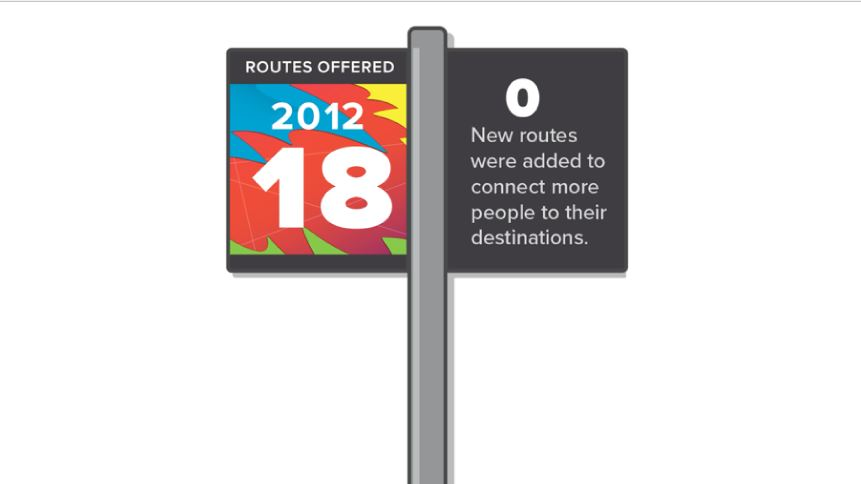 ROUTES OFFERED
2012
18
0
New routes
were added to
connect more
people to their
destinations.